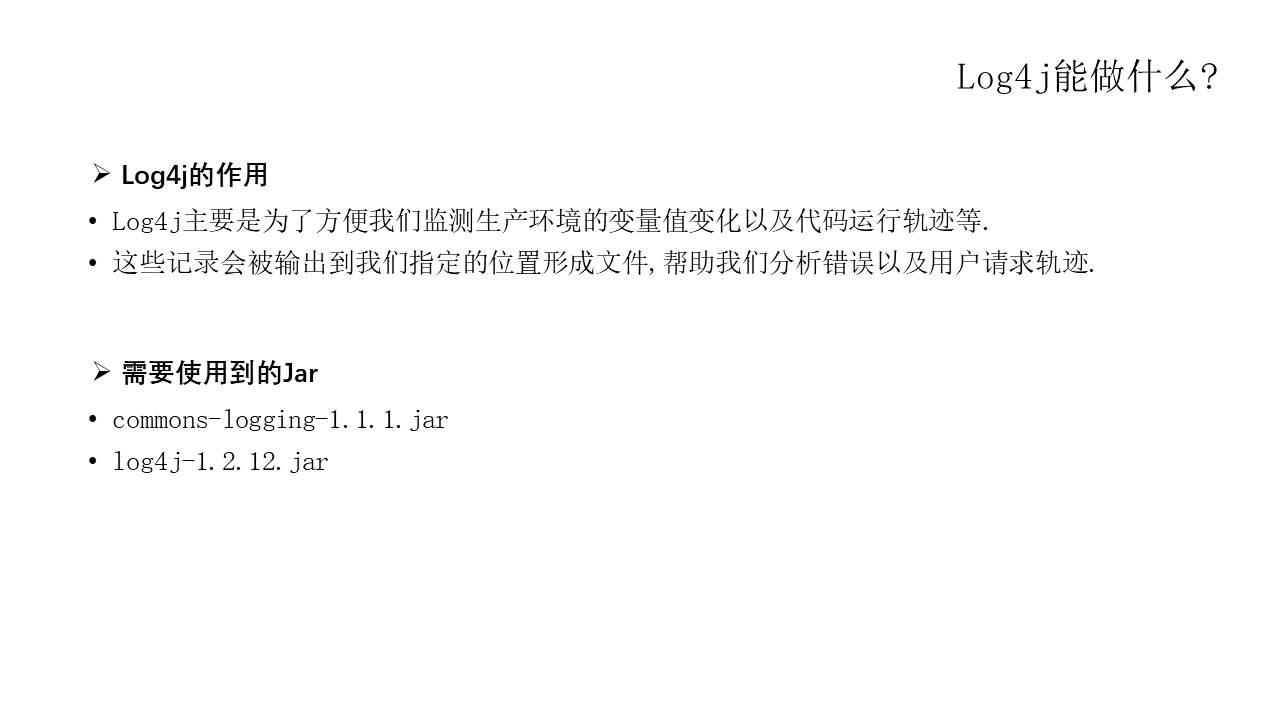 Log4j能做什么?
➢ Log4j的作用
• Log4j主要是为了方便我们监测生产环境的变量值变化以及代码运行轨迹等.
• 这些记录会被输出到我们指定的位置形成文件,帮助我们分析错误以及用户请求轨迹.
➢ 需要使用到的Jar
• commons-logging-1.1.1.jar
• log4j-1.2.12.jar